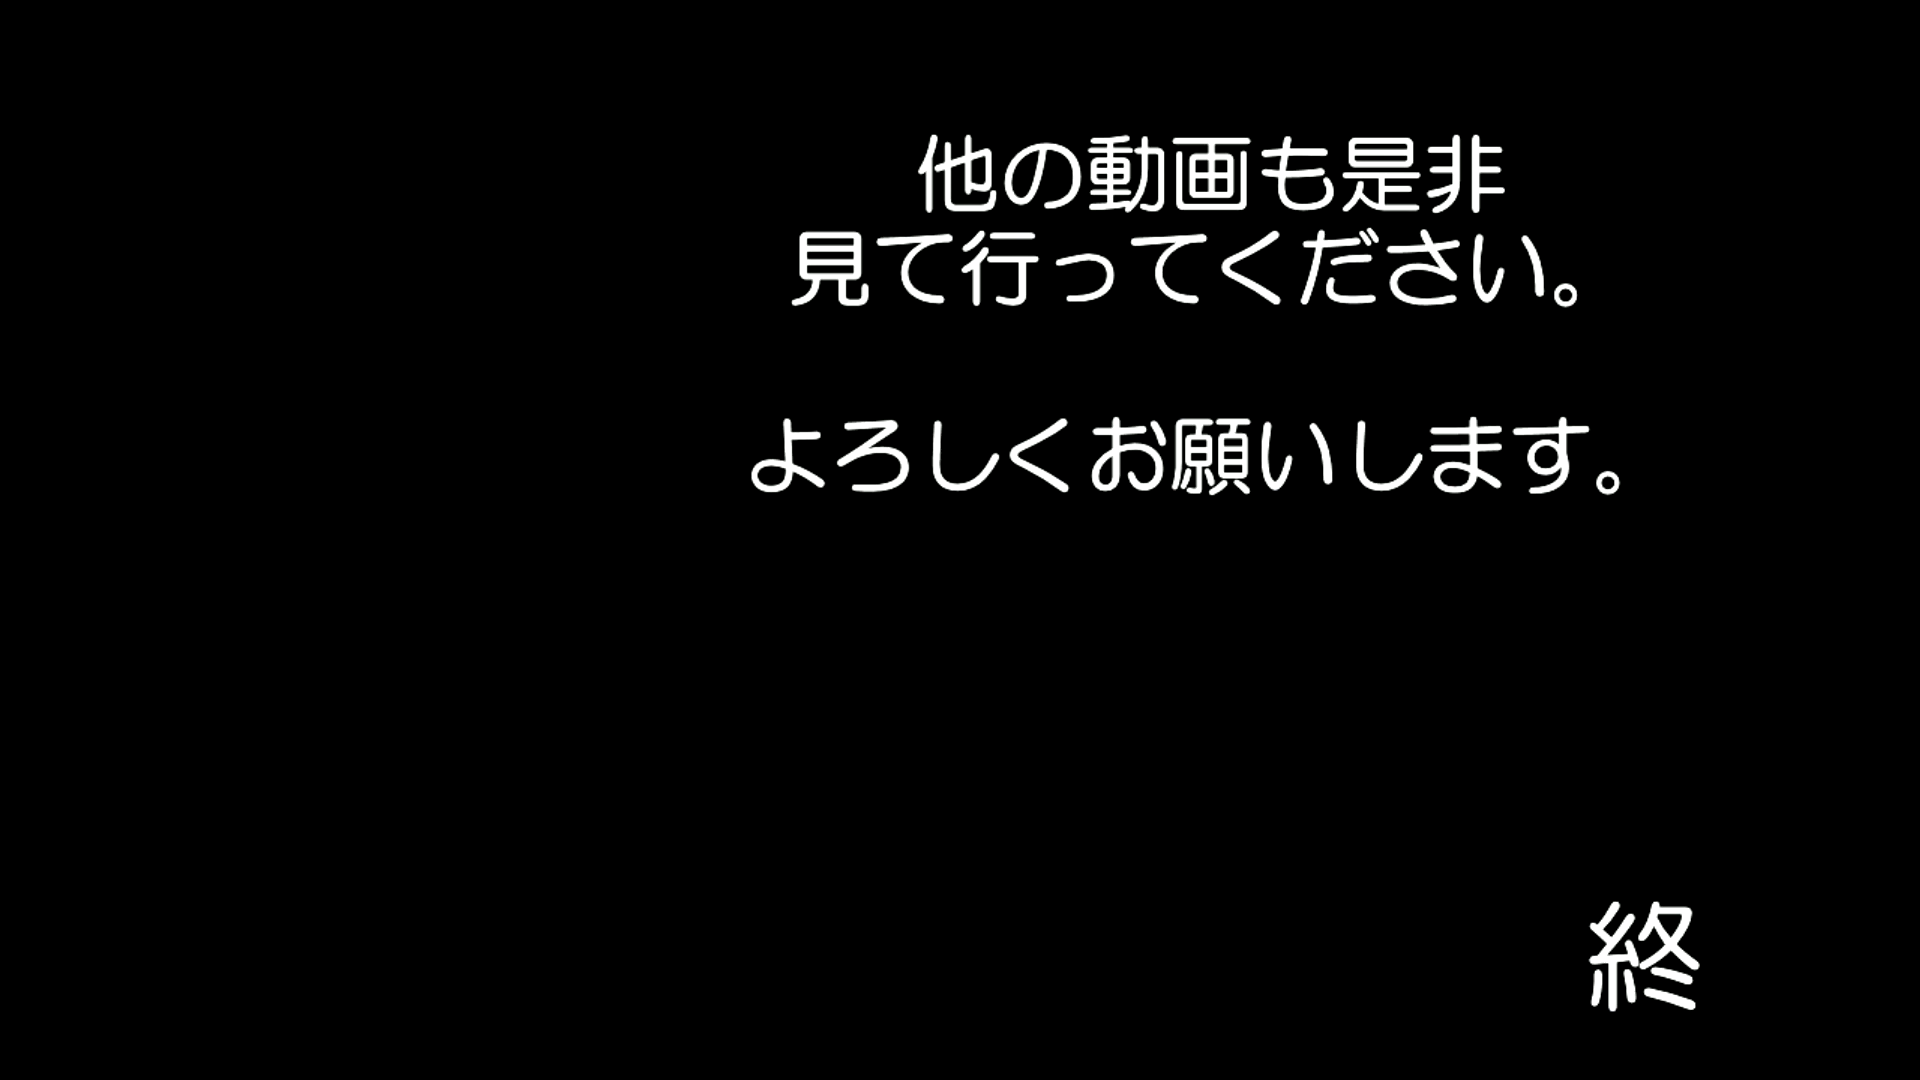 他の動画も是非
見て行ってください。
よろしくお願いします。
終